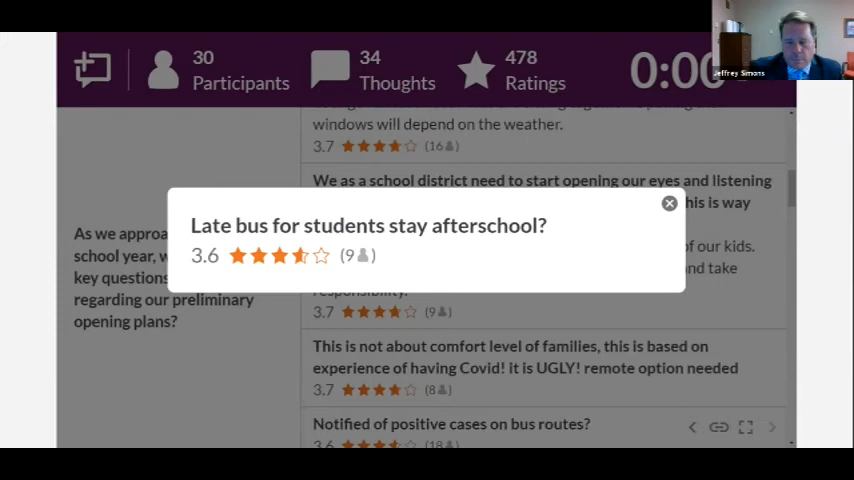 30
Participants
34
Thoughts
478
Ratings
0:00
Jeffrey Simons
windows will depend on the weather.
3.7 (16)
We as a school district need to start opening our eyes and listening
his is way
Late bus for students stay afterschool?
3.6 (9)
As we approa
school year, w
key questions
regarding our preliminary
opening plans?
of our kids.
and take
responsibility.
3.7 (9)
This is not about comfort level of families, this is based on
experience of having Covid! it is UGLY! remote option needed
3.7 (8)
Notified of positive cases on bus routes?
3.6 (18)